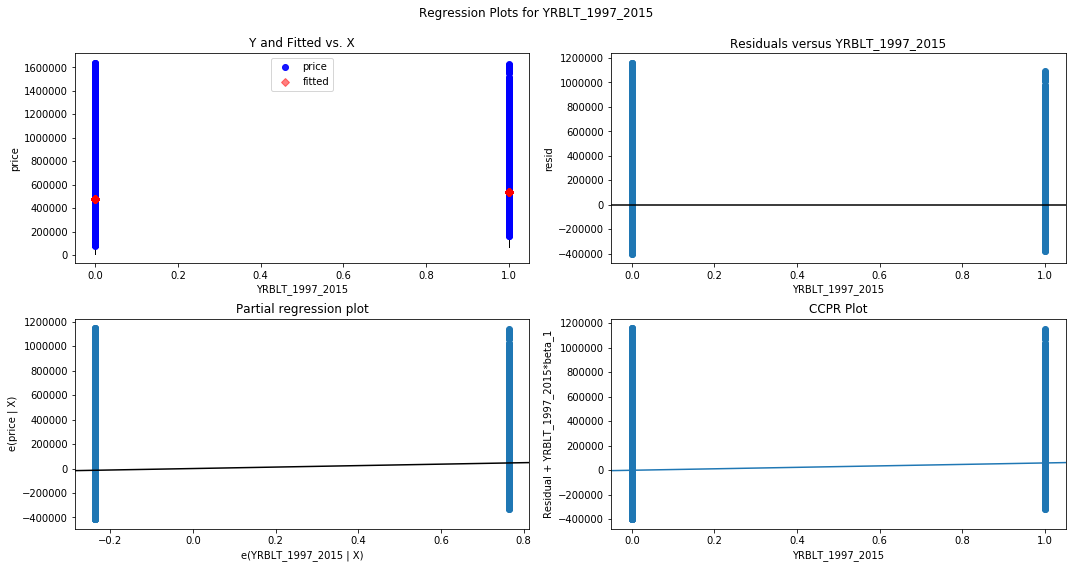 Regression Plots for YRBLT_1997_2015
Y and Fitted vs. X
price
1600000
1400000
1200000
1000000
800000
600000
400000
200000
0
price
fitted
0.0 0.2 0.4 0.6 0.8 1.0
YRBLT_1997_2015
Residuals versus YRBLT_1997_2015
resid
1200000
1000000
800000
600000
400000
200000
0
−200000
−400000
0.0 0.2 0.4 0.6 0.8 1.0
YRBLT_1997_2015
Partial regression plot
e(price | X)
1200000
1000000
800000
600000
400000
200000
0
−200000
−400000
−0.2 0.0 0.2 0.4 0.6 0.8
e(YRBLT_1997_2015 | X)
CCPR Plot
Residual + YRBLT_1997_2015*beta_1
1200000
1000000
800000
600000
400000
200000
0
−200000
−400000
0.0 0.2 0.4 0.6 0.8 1.0
YRBLT_1997_2015